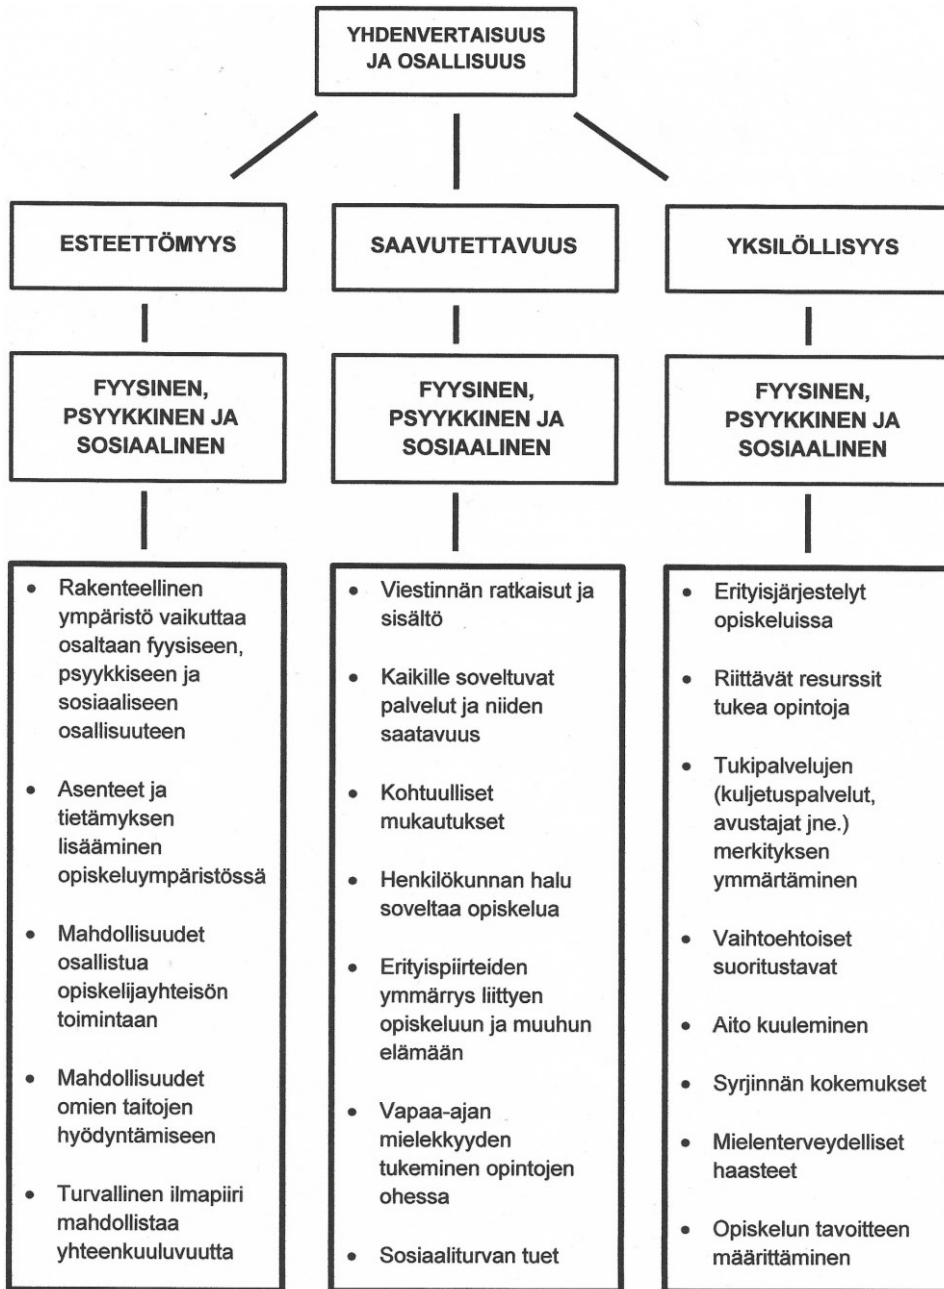 YHDENVERTAISUUS
JA OSALLISUUS
ESTEETTÖMYYS
SAAVUTETTAVUUS
YKSILÖLLISYYS
FYYSINEN,
PSYYKKINEN JA
SOSIAALINEN
FYYSINEN,
PSYYKKINEN JA
SOSIAALINEN
FYYSINEN,
PSYYKKINEN JA
SOSIAALINEN
• Rakenteellinen
ympäristö vaikuttaa
osaltaan fyysiseen,
psyykkiseen ja
sosiaaliseen
osallisuuteen
• Asenteet ja
tietämyksen
lisääminen
opiskeluympäristössä
• Mahdollisuudet
osallistua
opiskelijayhteisön
toimintaan
• Mahdollisuudet
omien taitojen
hyödyntämiseen
• Turvallinen ilmapiiri
mahdollistaa
yhteenkuuluvuutta
• Viestinnän ratkaisut ja
sisältö
• Kaikille soveltuvat
palvelut ja niiden
saatavuus
• Kohtuulliset
mukautukset
• Henkilökunnan halu
soveltaa opiskelua
• Erityispiirteiden
ymmärrys liittyen
opiskeluun ja muuhun
elämään
• Vapaa-ajan
mielekkyyden
tukeminen opintojen
ohessa
• Sosiaaliturvan tuet
• Erityisjärjestelyt
opiskeluissa
• Riittävät resurssit
tukea opintoja
• Tukipalvelujen
(kuljetuspalvelut,
avustajat jne.)
merkityksen
ymmärtäminen
• Vaihtoehtoiset
suoritustavat
• Aito kuuleminen
• Syrjinnän kokemukset
• Mielenterveydelliset
haasteet
• Opiskelun tavoitteen
määrittäminen